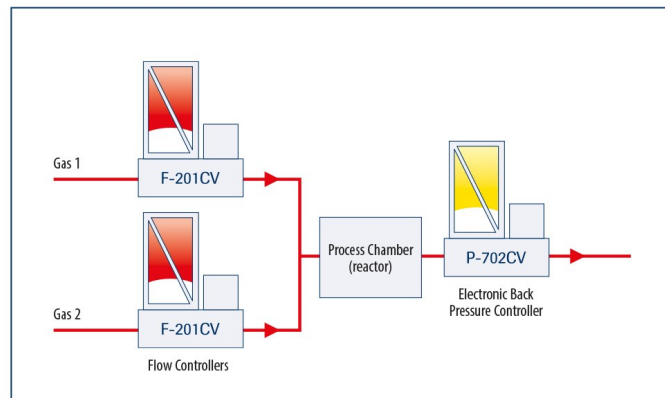 Gas 1
F-201CV
Gas 2
F-201CV
Flow Controllers
Process Chamber
(reactor)
P-702CV
Electronic Back
Pressure Controller